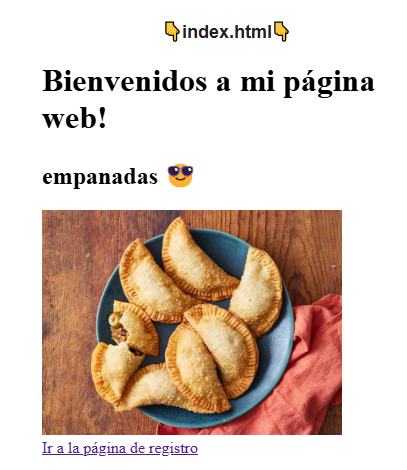 👇index.html👇
Bienvenidos a mi página
web!
empanadas 😎
Ir a la página de registro